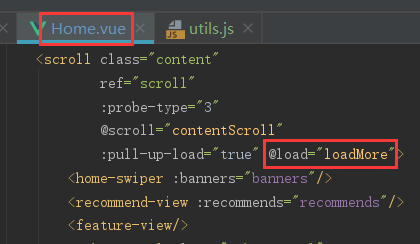 Home.vue utils.js
<scroll class="content"
ref="scroll"
:probe-type="3"
@scroll="contentScroll"
:pull-up-load="true" @load="loadMore">
<home-swiper :banners="banners"/>
<recommend-view :recommends="recommends"/>
<feature-view/>